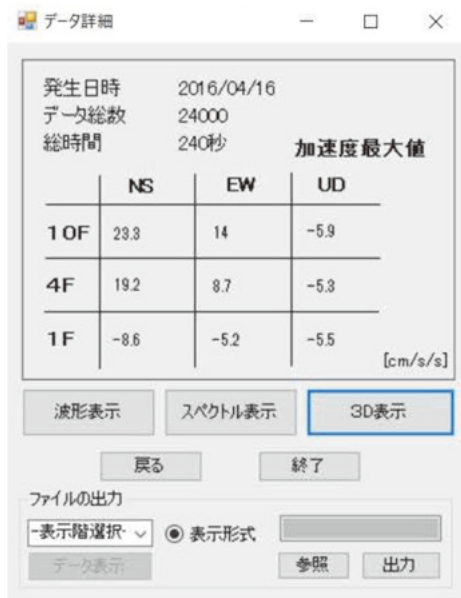 データ詳細
発生日時 2016/04/16
データ総数 24000
総時間 240秒
加速度最大値
NS EW UD
10F 23.3 14 -5.9
4F 19.2 8.7 -5.3
1F -8.6 -5.2 -5.5
[cm/s/s]
波形表示 スペクトル表示 3D表示
戻る 終了
ファイルの出力
-表示階選択- 表示形式
データ表示 参照 出力